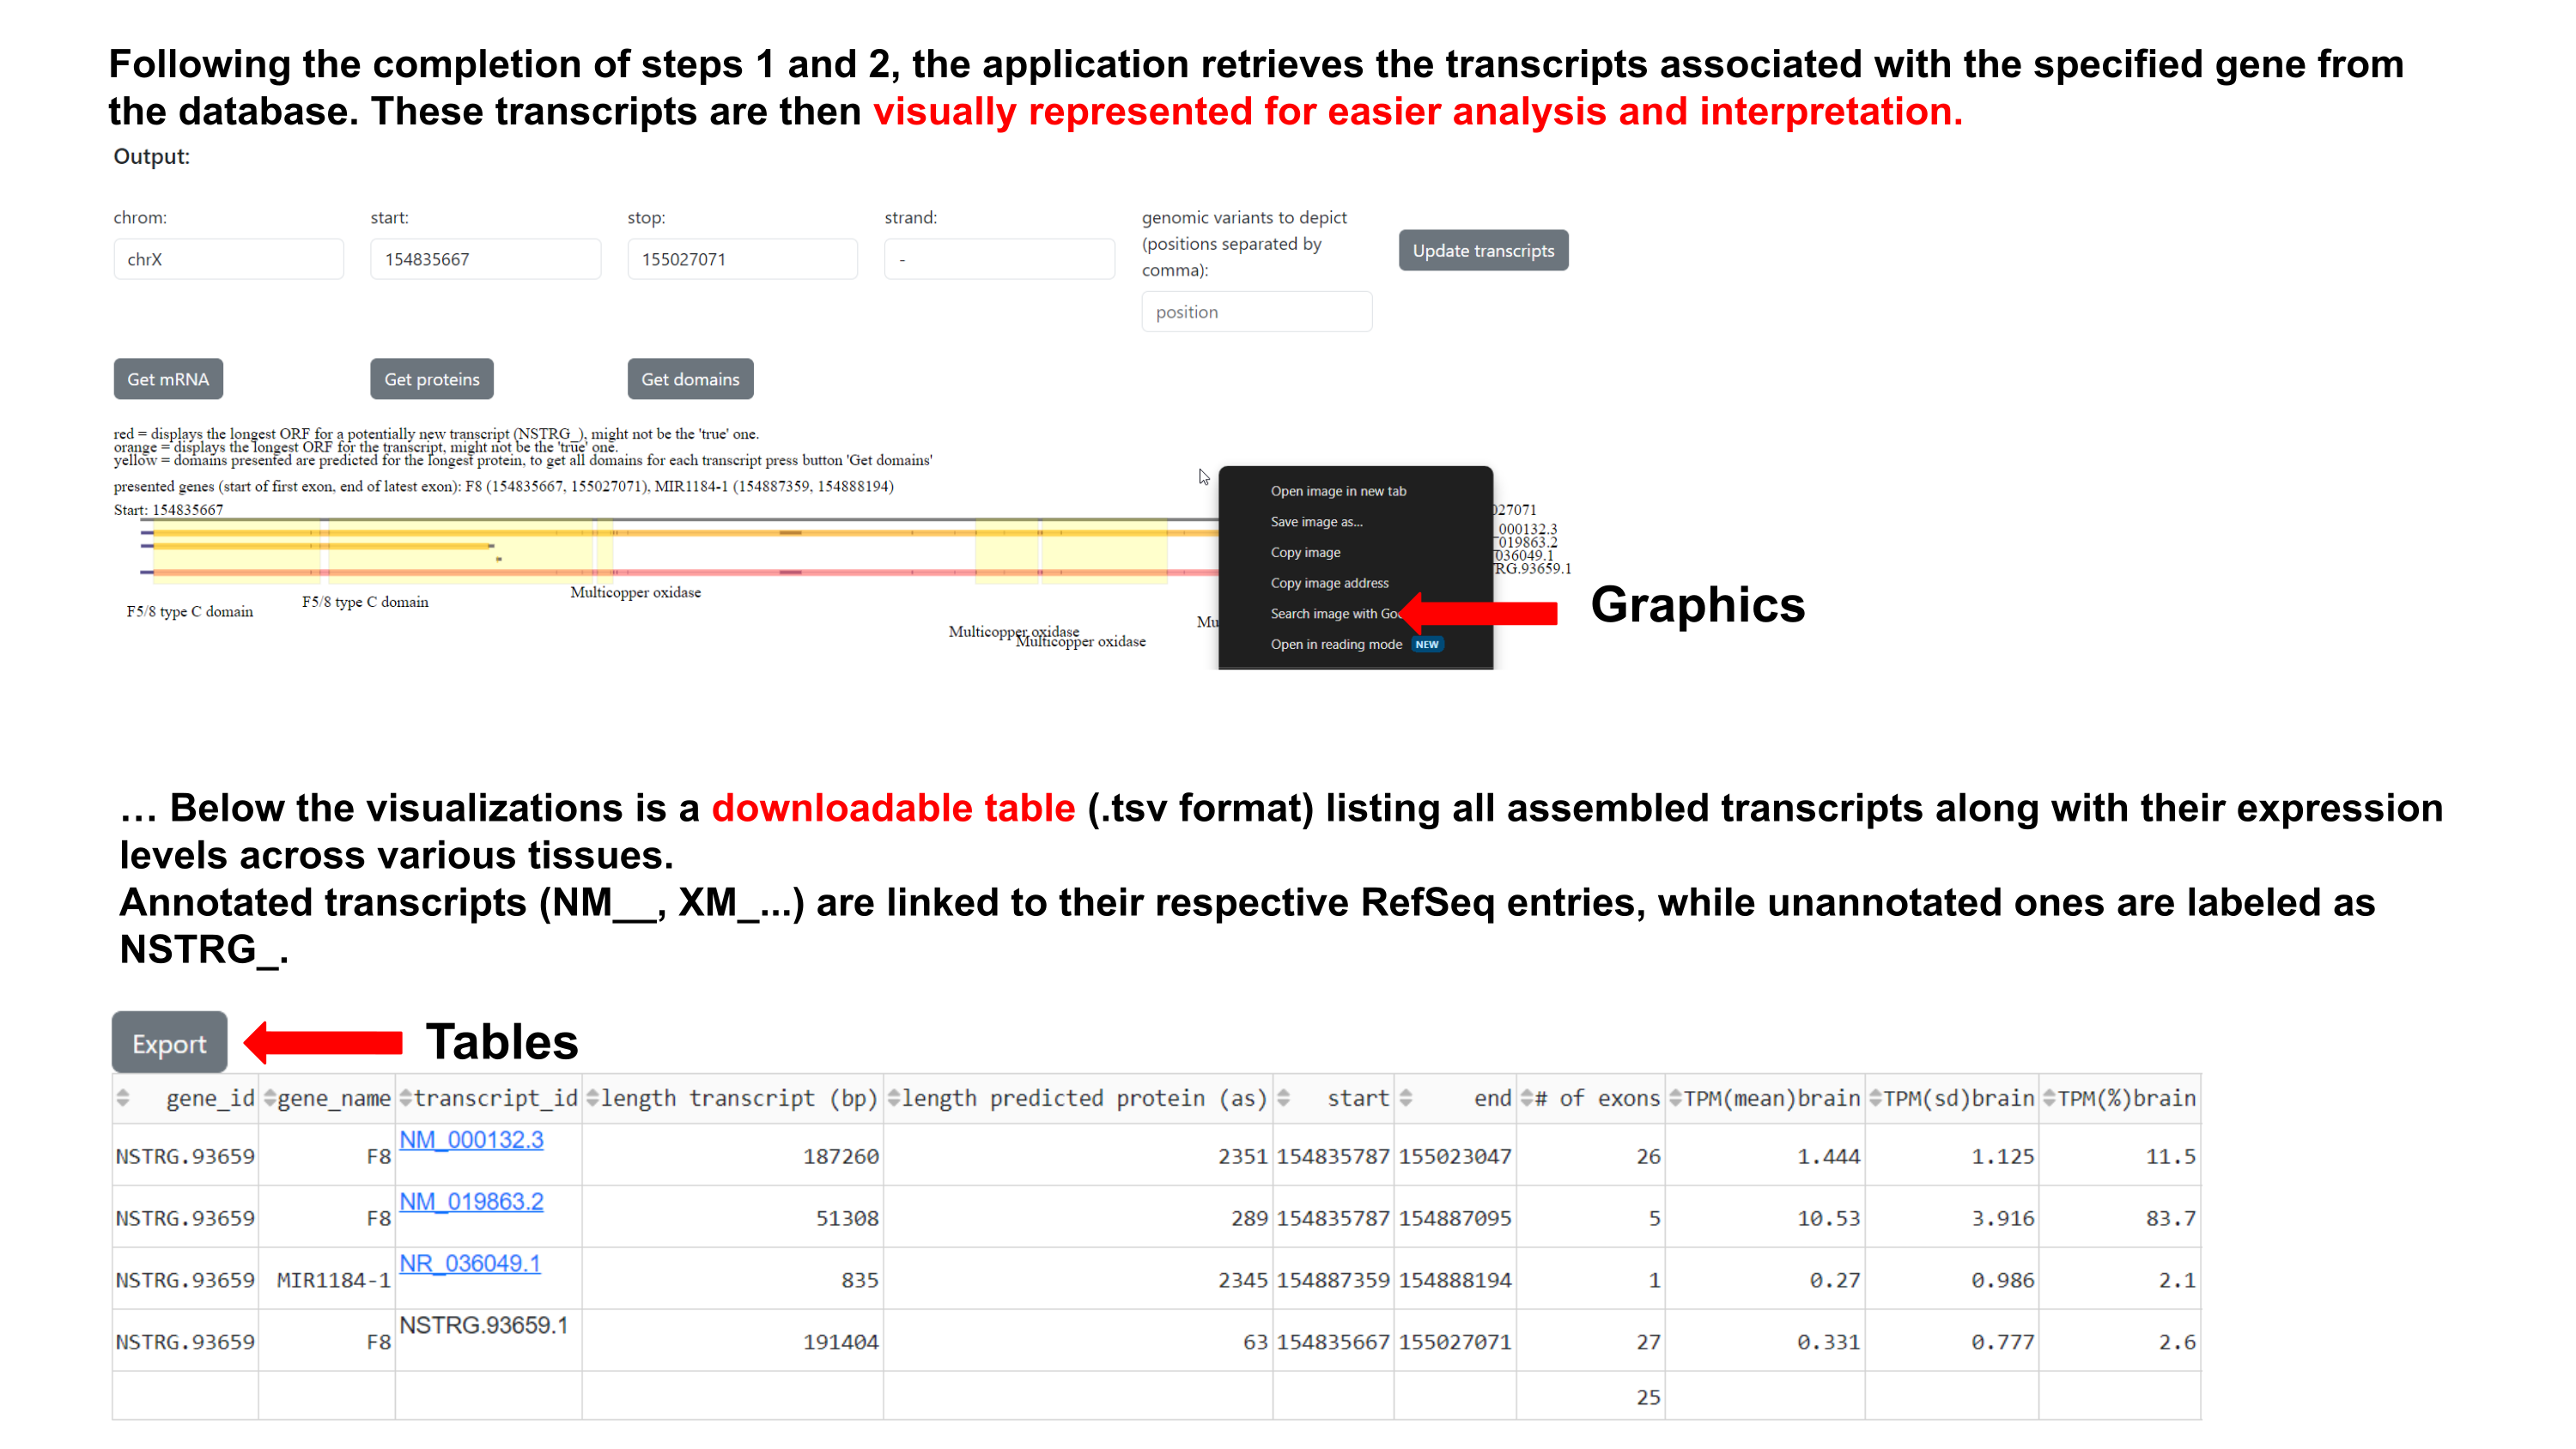 Following the completion of steps 1 and 2, the application retrieves the transcripts associated with the specified gene from
the database. These transcripts are then visually represented for easier analysis and interpretation.
Output:
chrom:
start:
stop:
strand:
genomic variants to depict
(positions separated by
comma):
chrX
154835667
155027071
-
position
Update transcripts
Get mRNA
Get proteins
Get domains
red = displays the longest ORF for a potentially new transcript (NSTRG_), might not be the 'true' one.
orange = displays the longest ORF for the transcript, might not be the 'true' one.
yellow = domains presented are predicted for the longest protein, to get all domains for each transcript press button 'Get domains'
presented genes (start of first exon, end of latest exon): F8 (154835667, 155027071), MIR1184-1 (154887359, 154888194)
Start: 154835667
027071
_000132.3
_019863.2
036049.1
RG.93659.1
F5/8 type C domain
F5/8 type C domain
Multicopper oxidase
Multicopper oxidase
Multicopper oxidase
Mu
Open image in new tab
Save image as...
Copy image
Copy image address
Search image with Goo
Open in reading mode NEW
Graphics
… Below the visualizations is a downloadable table (.tsv format) listing all assembled transcripts along with their expression
levels across various tissues.
Annotated transcripts (NM__, XM_...) are linked to their respective RefSeq entries, while unannotated ones are labeled as
NSTRG_.
Export
Tables
gene_id gene_name transcript_id length transcript (bp) length predicted protein (as) start end # of exons TPM(mean)brain TPM(sd)brain TPM(%)brain
NSTRG.93659 F8 NM_000132.3 187260 2351 154835787 155023047 26 1.444 1.125 11.5
NSTRG.93659 F8 NM_019863.2 51308 289 154835787 154887095 5 10.53 3.916 83.7
NSTRG.93659 MIR1184-1 NR_036049.1 835 2345 154887359 154888194 1 0.27 0.986 2.1
NSTRG.93659 F8 NSTRG.93659.1 191404 63 154835667 155027071 27 0.331 0.777 2.6
25